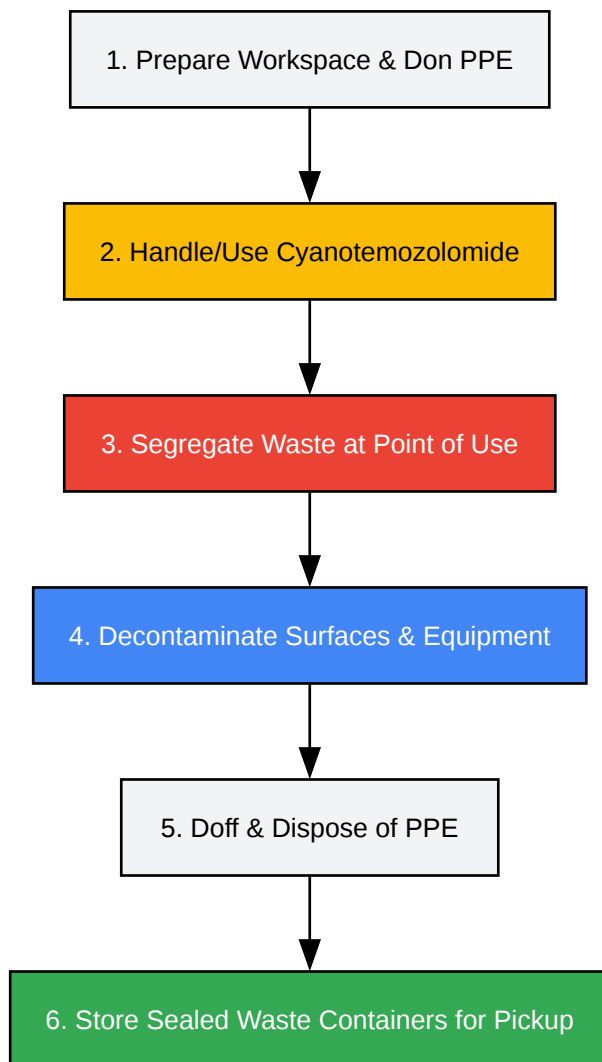 1. Prepare Workspace & Don PPE
2. Handle/Use Cyanotemozolomide
3. Segregate Waste at Point of Use
4. Decontaminate Surfaces & Equipment
5. Doff & Dispose of PPE
6. Store Sealed Waste Containers for Pickup